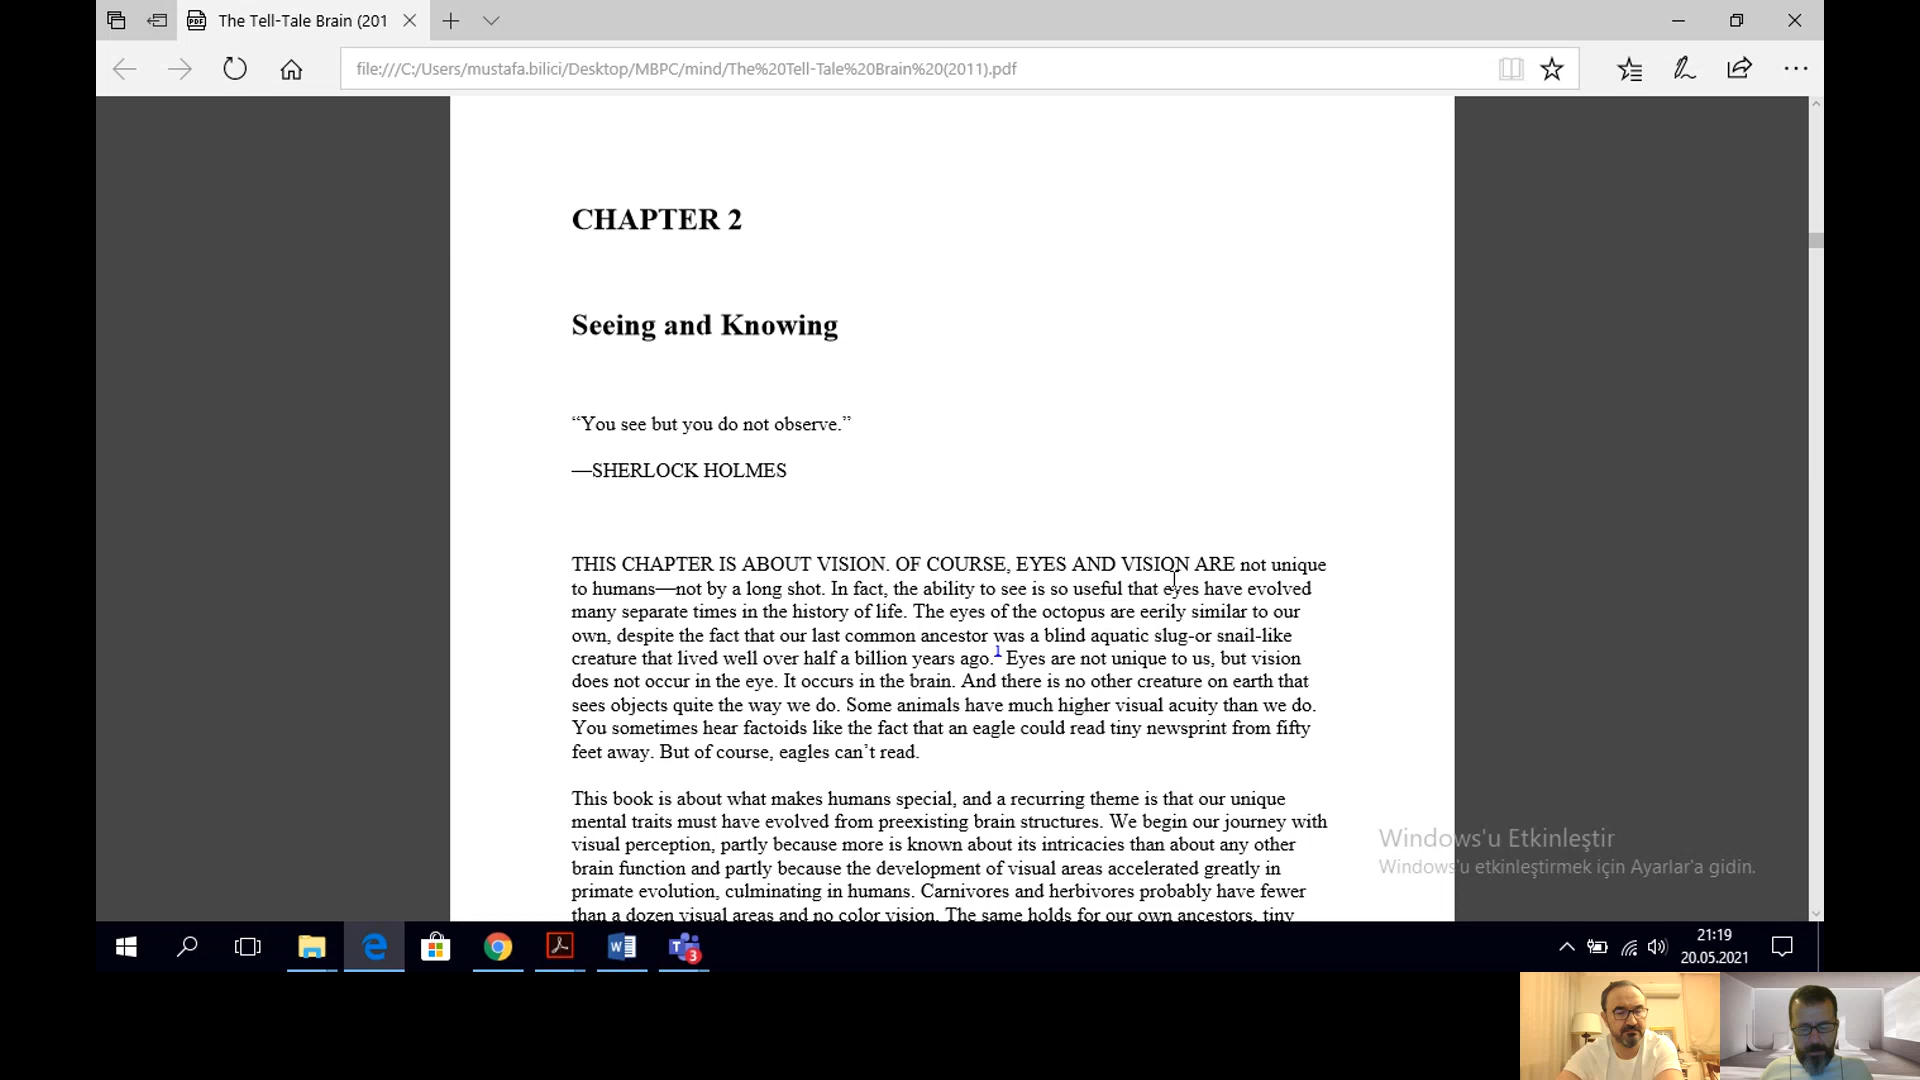 The Tell-Tale Brain (201
file:///C:/Users/mustafa.bilici/Desktop/MBPC/mind/The%20Tell-Tale%20Brain%20(2011).pdf
CHAPTER 2
Seeing and Knowing
“You see but you do not observe.”
—SHERLOCK HOLMES
THIS CHAPTER IS ABOUT VISION. OF COURSE, EYES AND VISION ARE not unique
to humans—not by a long shot. In fact, the ability to see is so useful that eyes have evolved
many separate times in the history of life. The eyes of the octopus are eerily similar to our
own, despite the fact that our last common ancestor was a blind aquatic slug-or snail-like
creature that lived well over half a billion years ago.1 Eyes are not unique to us, but vision
does not occur in the eye. It occurs in the brain. And there is no other creature on earth that
sees objects quite the way we do. Some animals have much higher visual acuity than we do.
You sometimes hear factoids like the fact that an eagle could read tiny newsprint from fifty
feet away. But of course, eagles can’t read.
This book is about what makes humans special, and a recurring theme is that our unique
mental traits must have evolved from preexisting brain structures. We begin our journey with
visual perception, partly because more is known about its intricacies than about any other
brain function and partly because the development of visual areas accelerated greatly in
primate evolution, culminating in humans. Carnivores and herbivores probably have fewer
than a dozen visual areas and no color vision. The same holds for our own ancestors, tiny
Windows'u Etkinleştir
Windows'u etkinleştirmek için Ayarlar'a gidin.
21:19
20.05.2021
3